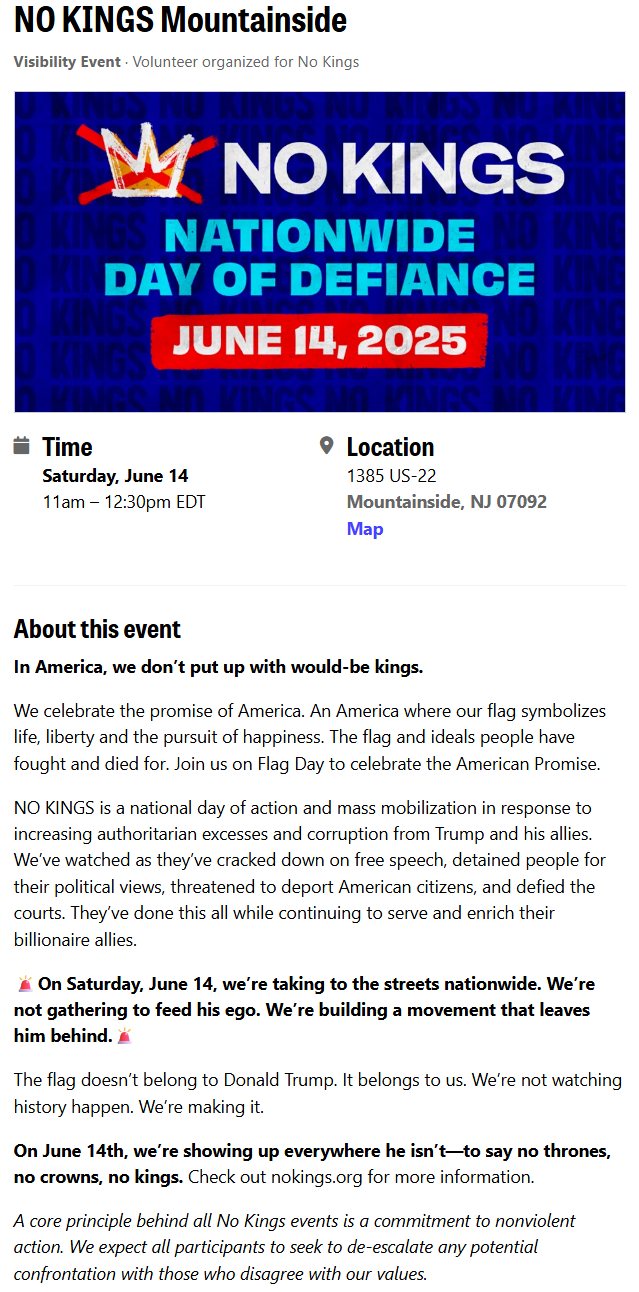 NO KINGS Mountainside
Visibility Event · Volunteer organized for No Kings
NO KINGS
NATIONWIDE
DAY OF DEFIANCE
JUNE 14, 2025
Time
Saturday, June 14
11am – 12:30pm EDT
Location
1385 US-22
Mountainside, NJ 07092
Map
About this event
In America, we don’t put up with would-be kings.
We celebrate the promise of America. An America where our flag symbolizes
life, liberty and the pursuit of happiness. The flag and ideals people have
fought and died for. Join us on Flag Day to celebrate the American Promise.
NO KINGS is a national day of action and mass mobilization in response to
increasing authoritarian excesses and corruption from Trump and his allies.
We’ve watched as they’ve cracked down on free speech, detained people for
their political views, threatened to deport American citizens, and defied the
courts. They’ve done this all while continuing to serve and enrich their
billionaire allies.
🚨On Saturday, June 14, we’re taking to the streets nationwide. We’re
not gathering to feed his ego. We’re building a movement that leaves
him behind.🚨
The flag doesn’t belong to Donald Trump. It belongs to us. We’re not watching
history happen. We’re making it.
On June 14th, we’re showing up everywhere he isn’t—to say no thrones,
no crowns, no kings. Check out nokings.org for more information.
A core principle behind all No Kings events is a commitment to nonviolent
action. We expect all participants to seek to de-escalate any potential
confrontation with those who disagree with our values.